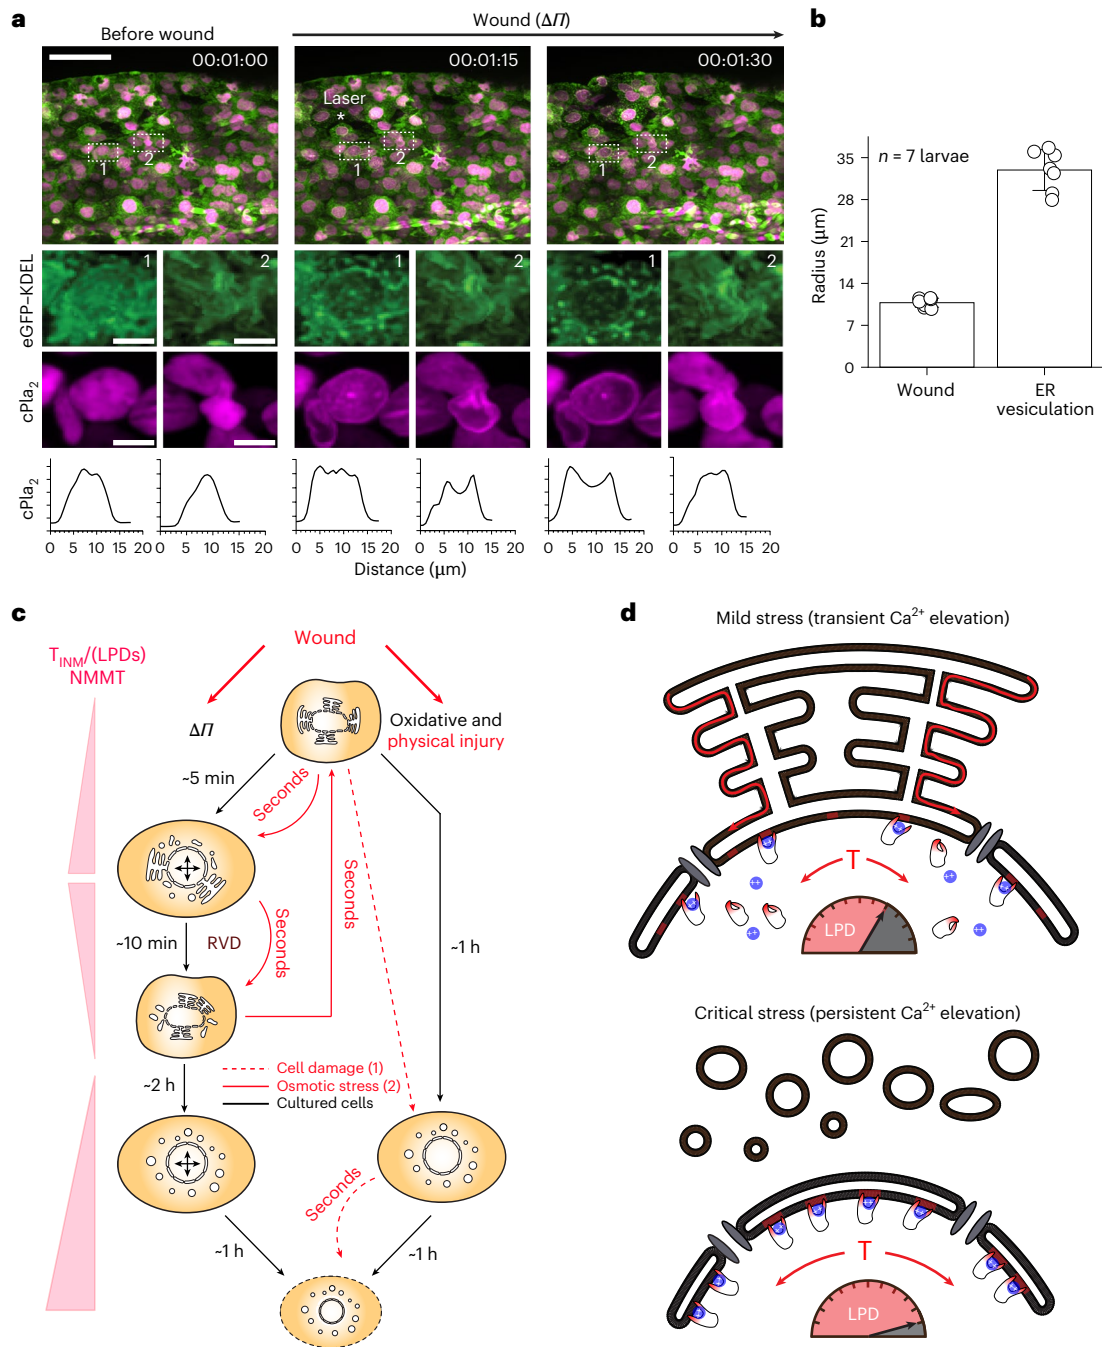 a
Wound (ΔΠ)
Before wound
00:01:00
00:01:15
00:01:30
Laser
*
1
2
1
2
1
2
eGFP–KDEL
1
2
1
2
1
2
cPla2
cPla2
0 5 10 15 20
0 5 10 15 20
0 5 10 15 20
0 5 10 15 20
0 5 10 15 20
0 5 10 15 20
Distance (μm)
b
n = 7 larvae
Radius (μm)
35
28
21
14
7
0
Wound
ER
vesiculation
c
Wound
TINM/(LPDs)
NMMT
ΔΠ
Oxidative and
physical injury
~5 min
Seconds
Seconds
Seconds
~10 min
RVD
~1 h
Cell damage (1)
Osmotic stress (2)
Cultured cells
~2 h
Seconds
~1 h
~1 h
d
Mild stress (transient Ca2+ elevation)
T
LPD
Critical stress (persistent Ca2+ elevation)
T
LPD